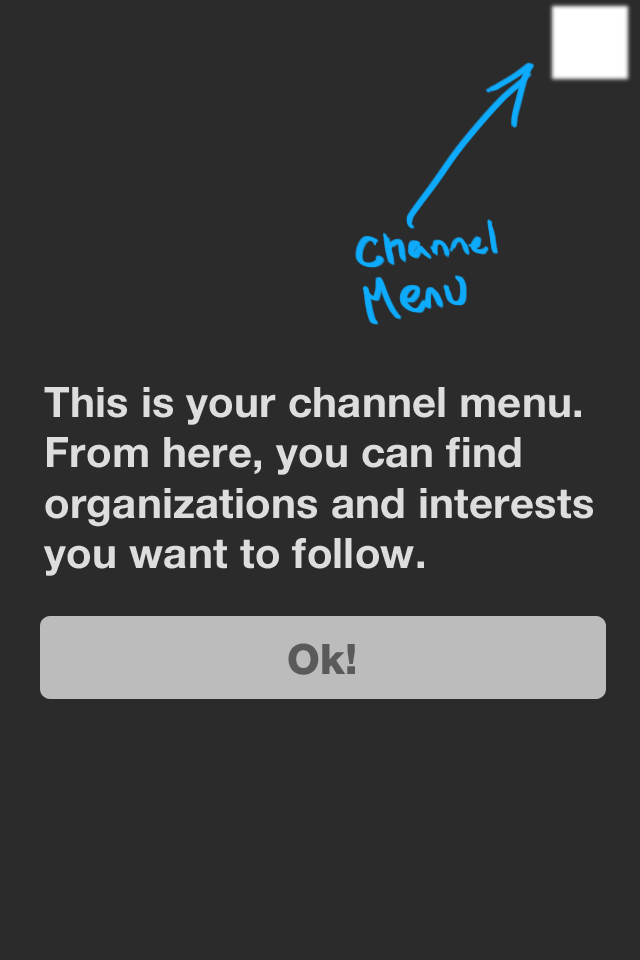 Channel
Menu
This is your channel menu.
From here, you can find
organizations and interests
you want to follow.
Ok!